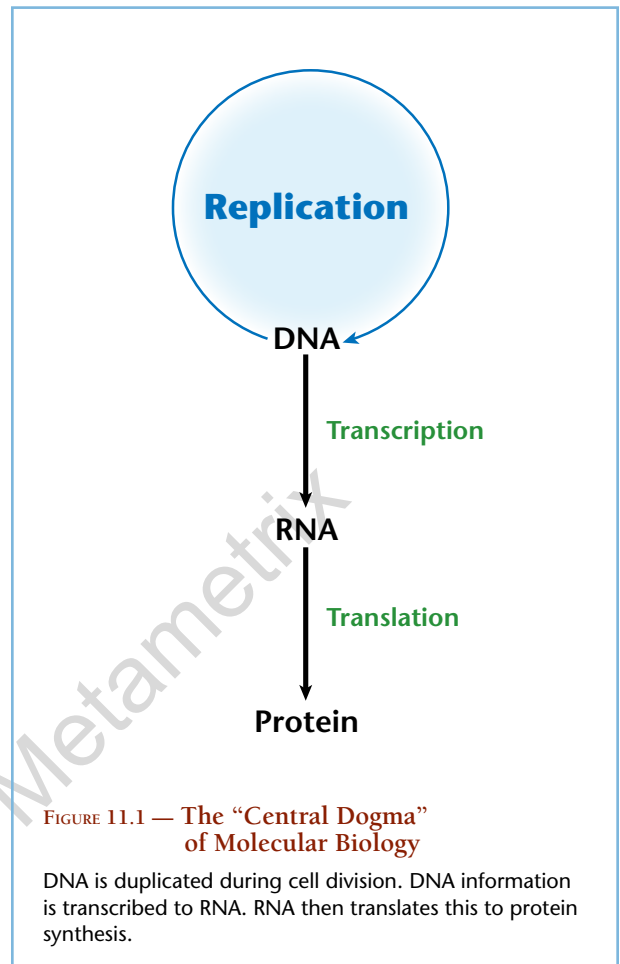 Replication
DNA
Transcription
RNA
Translation
Protein
Metametrix
FIGURE 11.1 — The “Central Dogma”
of Molecular Biology
DNA is duplicated during cell division. DNA information
is transcribed to RNA. RNA then translates this to protein
synthesis.